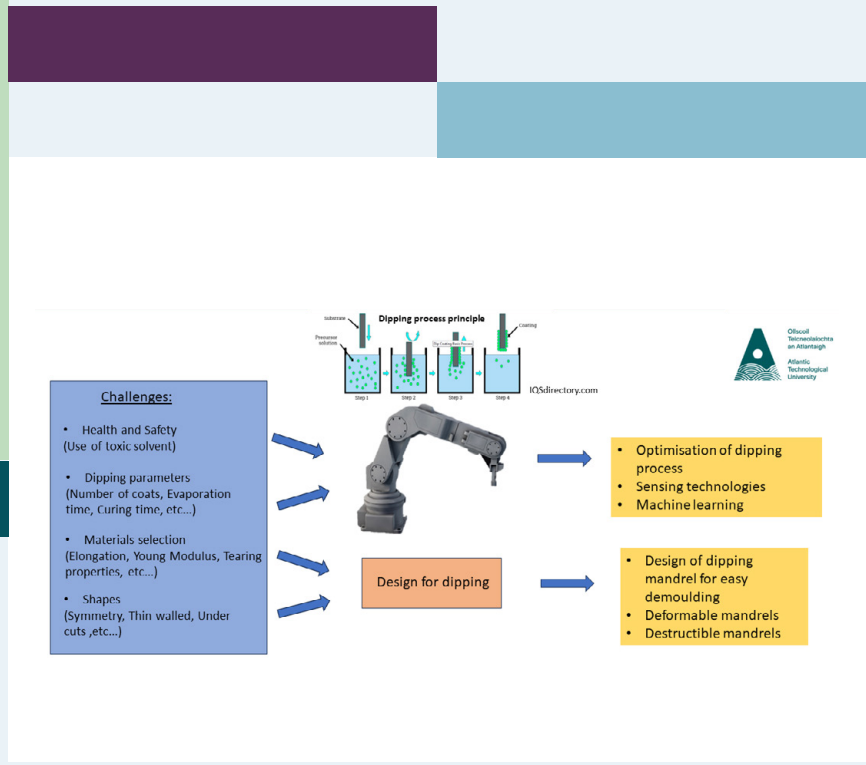 Dipping process principle
Substrate
Precursor
solution
Coating
Dip Coating Basic Process
Step 1
Step 2
Step 3
Step 4
IQSdirectory.com
Ollscoil
Teicneolaíochta
an Atlantaigh
Atlantic
Technological
University
Challenges:
• Health and Safety
(Use of toxic solvent)
• Dipping parameters
(Number of coats, Evaporation
time, Curing time, etc...)
• Materials selection
(Elongation, Young Modulus, Tearing
properties, etc...)
• Shapes
(Symmetry, Thin walled, Under
cuts ,etc...)
Design for dipping
• Optimisation of dipping
process
• Sensing technologies
• Machine learning
• Design of dipping
mandrel for easy
demoulding
• Deformable mandrels
• Destructible mandrels